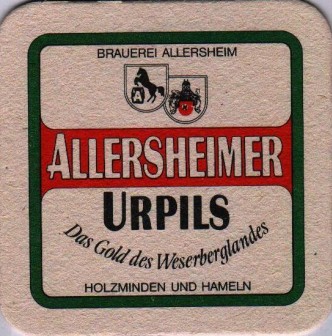 BRAUEREI ALLERSHEIM
A
ALLERSHEIMER
URPILS
Das Gold des Weserberglandes
HOLZMINDEN UND HAMELN